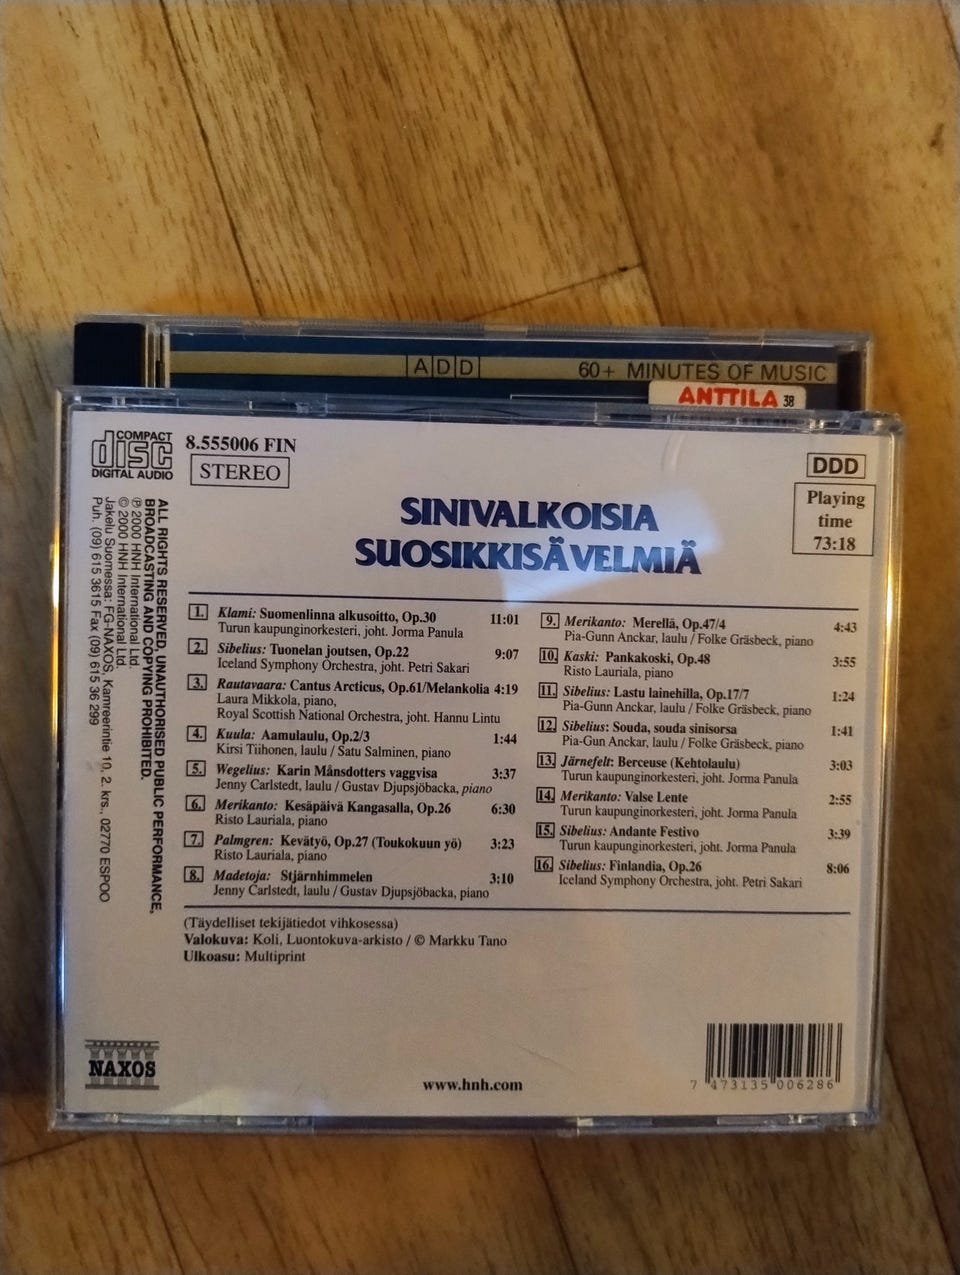 ADD
60+ MINUTES OF MUSIC
ANTTILA 38
COMPACT
disc
DIGITAL AUDIO
8.555006 FIN
STEREO
DDD
Playing
time
73:18
SINIVALKOISIA
SUOSIKKISÄVELMIÄ
ALL RIGHTS RESERVED, UNAUTHORISED PUBLIC PERFORMANCE,
BROADCASTING AND COPYING PROHIBITED.
℗ 2000 HNH International Ltd.
© 2000 HNH International Ltd.
Jakelu Suomessa: FG-NAXOS, Kamreerintie 10, 2. krs., 02770 ESPOO
Puh. (09) 615 3615 Fax (09) 615 36 299
1. Klami: Suomenlinna alkusoitto, Op.30 11:01
Turun kaupunginorkesteri, joht. Jorma Panula
2. Sibelius: Tuonelan joutsen, Op.22 9:07
Iceland Symphony Orchestra, joht. Petri Sakari
3. Rautavaara: Cantus Arcticus, Op.61/Melankolia 4:19
Laura Mikkola, piano,
Royal Scottish National Orchestra, joht. Hannu Lintu
4. Kuula: Aamulaulu, Op.2/3 1:44
Kirsi Tiihonen, laulu / Satu Salminen, piano
5. Wegelius: Karin Månsdotters vaggvisa 3:37
Jenny Carlstedt, laulu / Gustav Djupsjöbacka, piano
6. Merikanto: Kesäpäivä Kangasalla, Op.26 6:30
Risto Lauriala, piano
7. Palmgren: Kevätyö, Op.27 (Toukokuun yö) 3:23
Risto Lauriala, piano
8. Madetoja: Stjärnhimmelen 3:10
Jenny Carlstedt, laulu / Gustav Djupsjöbacka, piano
9. Merikanto: Merellä, Op.47/4 4:43
Pia-Gunn Anckar, laulu / Folke Gräsbeck, piano
10. Kaski: Pankakoski, Op.48 3:55
Risto Lauriala, piano
11. Sibelius: Lastu lainehilla, Op.17/7 1:24
Pia-Gunn Anckar, laulu / Folke Gräsbeck, piano
12. Sibelius: Souda, souda sinisorsa 1:41
Pia-Gun Anckar, laulu / Folke Gräsbeck, piano
13. Järnefelt: Berceuse (Kehtolaulu) 3:03
Turun kaupunginorkesteri, joht. Jorma Panula
14. Merikanto: Valse Lente 2:55
Turun kaupunginorkesteri, joht. Jorma Panula
15. Sibelius: Andante Festivo 3:39
Turun kaupunginorkesteri, joht. Jorma Panula
16. Sibelius: Finlandia, Op.26 8:06
Iceland Symphony Orchestra, joht. Petri Sakari
(Täydelliset tekijätiedot vihkosessa)
Valokuva: Koli, Luontokuva-arkisto / © Markku Tano
Ulkoasu: Multiprint
NAXOS
www.hnh.com
7 473135 006286